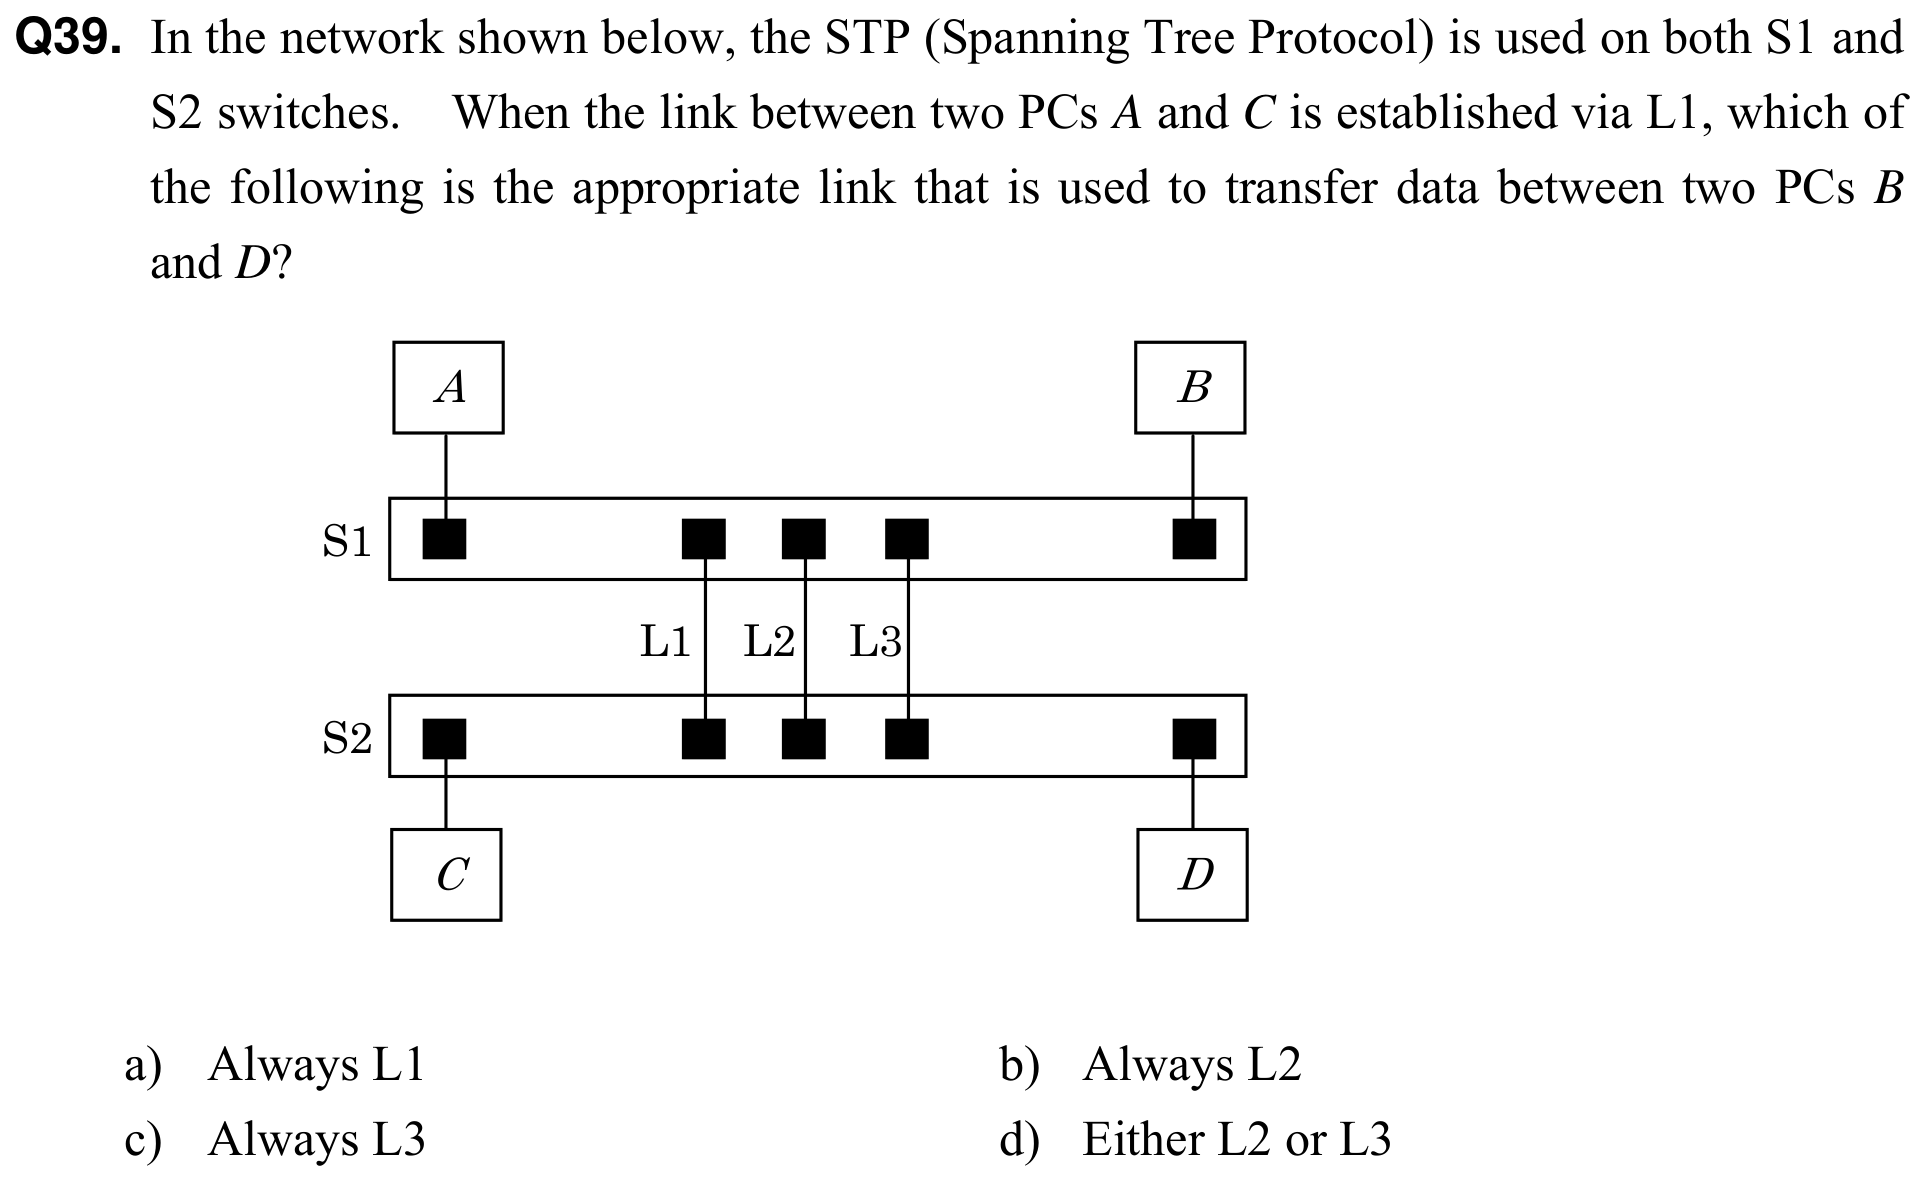 Q39. In the network shown below, the STP (Spanning Tree Protocol) is used on both S1 and
S2 switches. When the link between two PCs A and C is established via L1, which of
the following is the appropriate link that is used to transfer data between two PCs B
and D?
A B
S1
L1 L2 L3
S2
C D
a) Always L1 b) Always L2
c) Always L3 d) Either L2 or L3